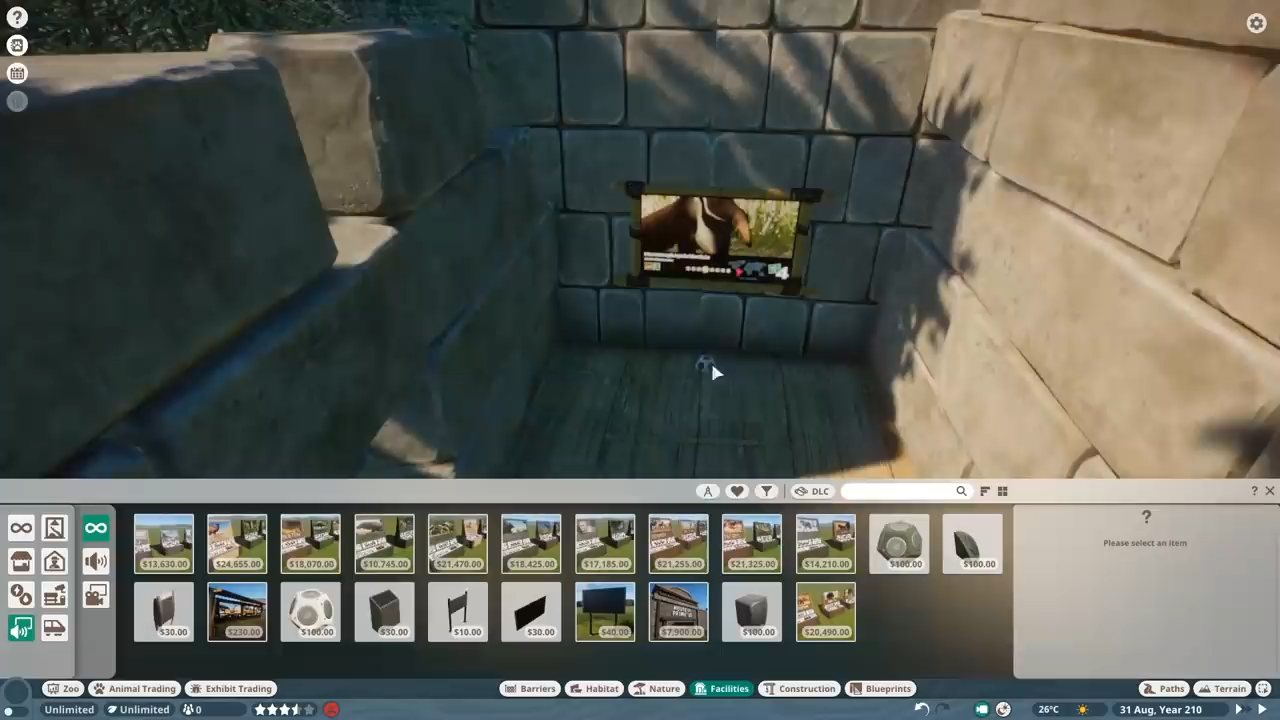 ?
DLC
? ×
?
Please select an item
$13,630.00 $24,655.00 $18,070.00 $10,745.00 $21,470.00 $18,425.00 $17,185.00 $21,255.00 $21,325.00 $14,210.00 $100.00 $100.00
$30.00 $230.00 $100.00 $30.00 $10.00 $30.00 $40.00 $7,900.00 $100.00 $20,490.00
Zoo Animal Trading Exhibit Trading Barriers Habitat Nature Facilities Construction Blueprints Paths Terrain
Unlimited Unlimited 0 26°C 31 Aug, Year 210